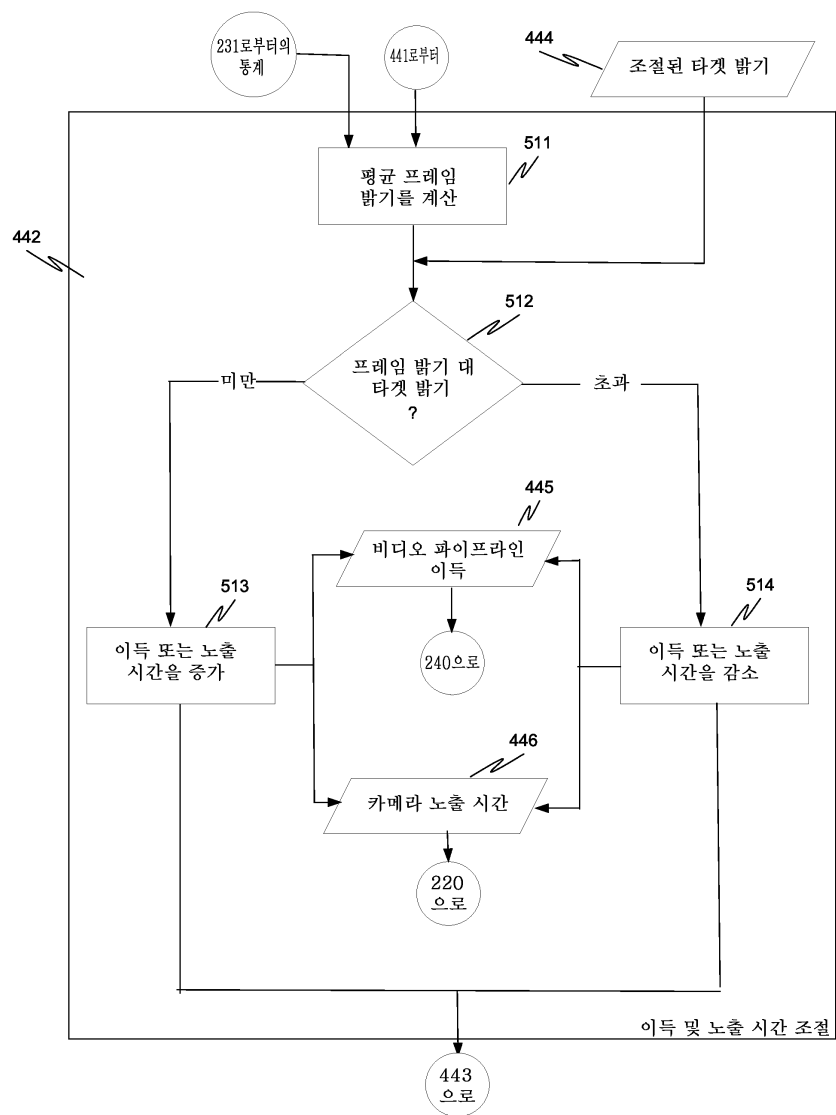 231로부터의
통계
441로부터
444
조절된 타겟 밝기
511
평균 프레임
밝기를 계산
442
512
프레임 밝기 대
타겟 밝기
?
미만
초과
445
비디오 파이프라인
이득
513
이득 또는 노출
시간을 증가
240으로
514
이득 또는 노출
시간을 감소
446
카메라 노출 시간
220
으로
이득 및 노출 시간 조절
443
으로